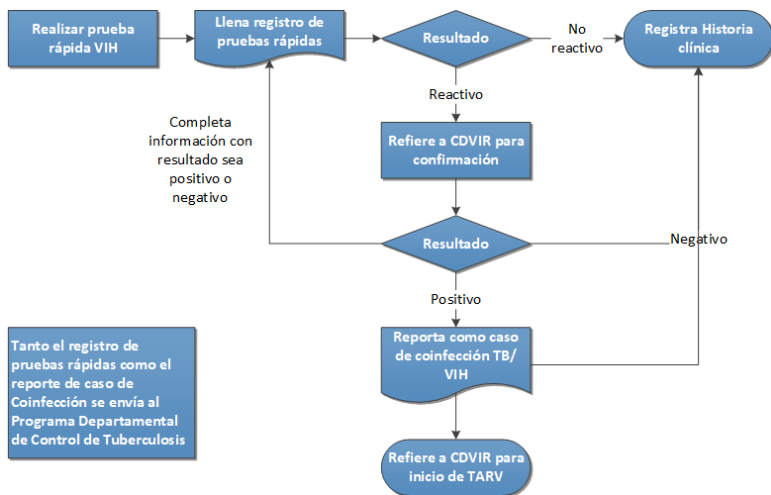 Realizar prueba
rápida VIH
Llena registro de
pruebas rápidas
Resultado
No
reactivo
Registra Historia
clínica
Reactivo
Completa
información con
resultado sea
positivo o
negativo
Refiere a CDVIR para
confirmación
Resultado
Negativo
Positivo
Tanto el registro de
pruebas rápidas como el
reporte de caso de
Coinfección se envía al
Programa Departamental
de Control de Tuberculosis
Reporta como caso
de coinfección TB/
VIH
Refiere a CDVIR para
inicio de TARV